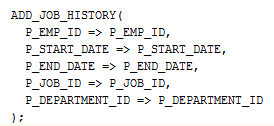 ADD_JOB_HISTORY(
  P_EMP_ID => P_EMP_ID,
  P_START_DATE => P_START_DATE,
  P_END_DATE => P_END_DATE,
  P_JOB_ID => P_JOB_ID,
  P_DEPARTMENT_ID => P_DEPARTMENT_ID
);